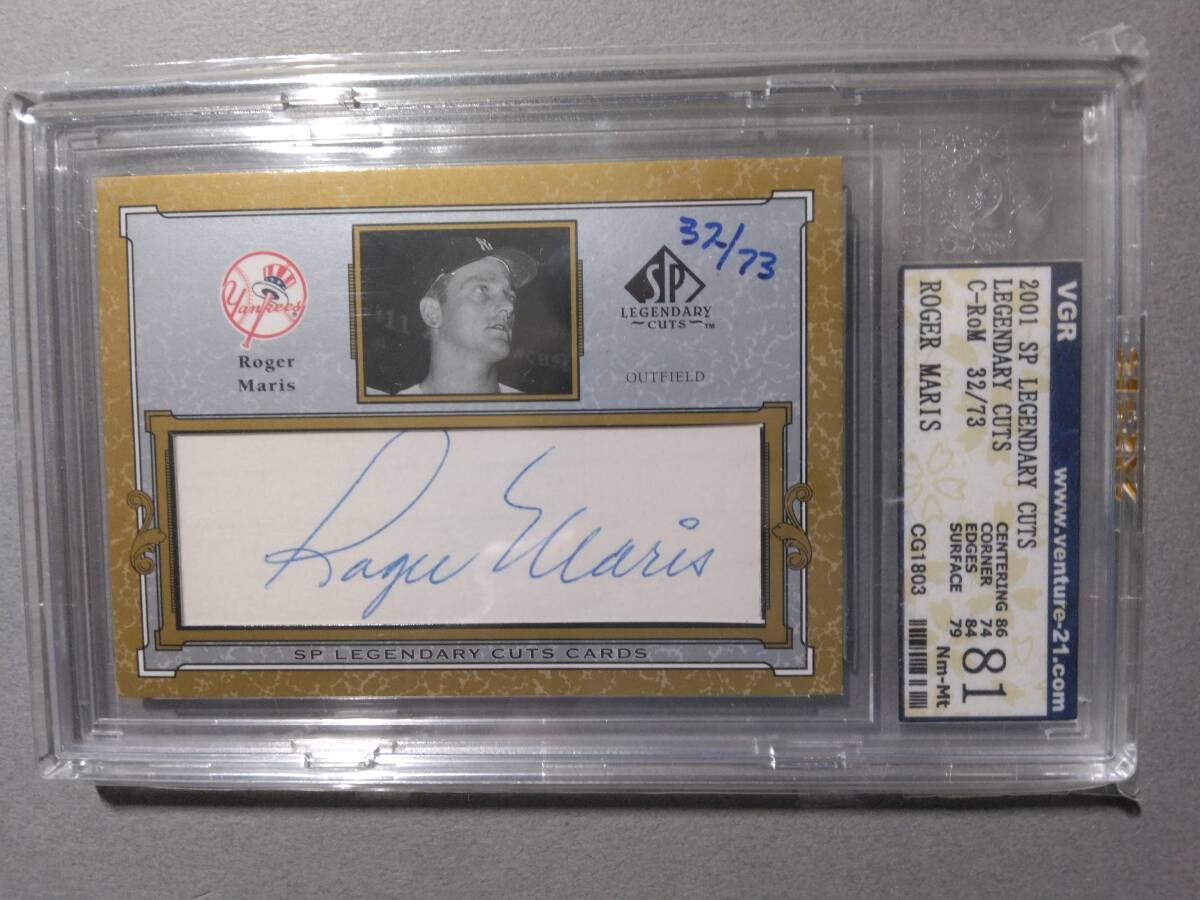 Yankees
Roger
Maris
NY
32/73
SP
LEGENDARY
CUTS™
OUTFIELD
Roger Maris
SP LEGENDARY CUTS CARDS
VGR www.venture-21.com
2001 SP LEGENDARY CUTS
LEGENDARY CUTS
C-RoM 32/73
ROGER MARIS
CENTERING 86
CORNER 74
EDGES 84
SURFACE 79
81
Nm-Mt
CG1803